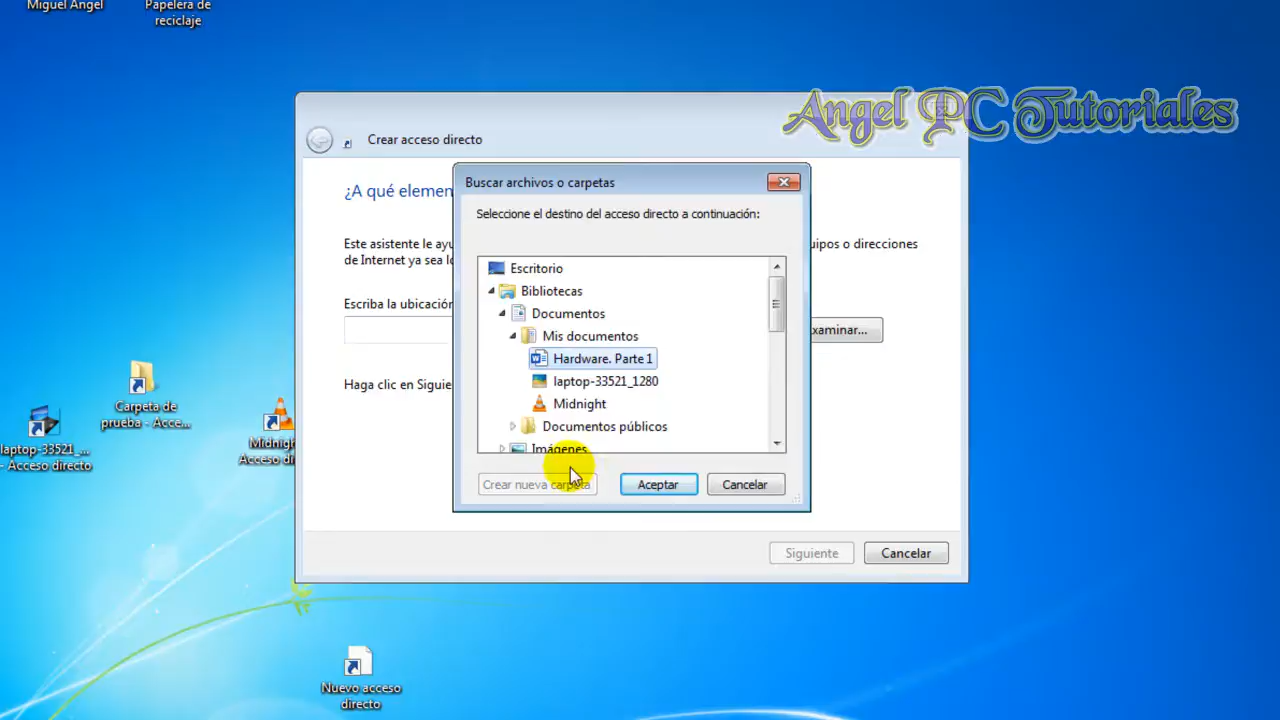 Miguel Angel
Papelera de
reciclaje
Angel PC Tutoriales
Crear acceso directo
Buscar archivos o carpetas
Seleccione el destino del acceso directo a continuación:
¿A qué elemen
Este asistente le ayu
quipos o direcciones
de Internet ya sea lo
Escriba la ubicación
xaminar...
Haga clic en Siguie
Escritorio
Bibliotecas
Documentos
Mis documentos
Hardware. Parte 1
laptop-33521_1280
Midnight
Documentos públicos
Imágenes
Crear nueva carpeta
Aceptar
Cancelar
Siguiente
Cancelar
Carpeta de
prueba - Acce...
laptop-33521_...
- Acceso directo
Midnigh
Acceso di
Nuevo acceso
directo